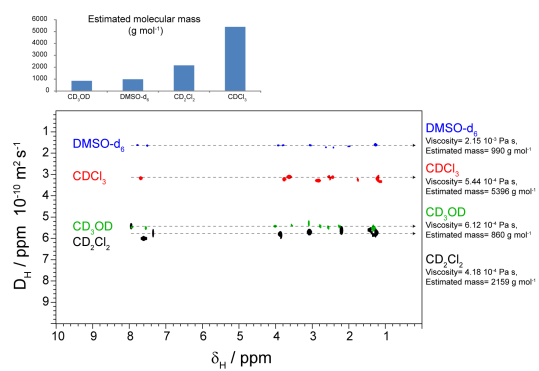 Estimated molecular mass
(g mol⁻¹)
6000
5000
4000
3000
2000
1000
0
CD₃OD DMSO-d₆ CD₂Cl₂ CDCl₃
D_H / ppm 10⁻¹⁰ m² s⁻¹
1
2
3
4
5
6
7
8
9
DMSO-d₆
CDCl₃
CD₃OD
CD₂Cl₂
10 9 8 7 6 5 4 3 2 1
δ_H / ppm
DMSO-d₆
Viscosity= 2.15 10⁻³ Pa s,
Estimated mass= 990 g mol⁻¹
CDCl₃
Viscosity= 5.44 10⁻⁴ Pa s,
Estimated mass= 5396 g mol⁻¹
CD₃OD
Viscosity= 6.12 10⁻⁴ Pa s,
Estimated mass= 860 g mol⁻¹
CD₂Cl₂
Viscosity= 4.18 10⁻⁴ Pa s,
Estimated mass= 2159 g mol⁻¹